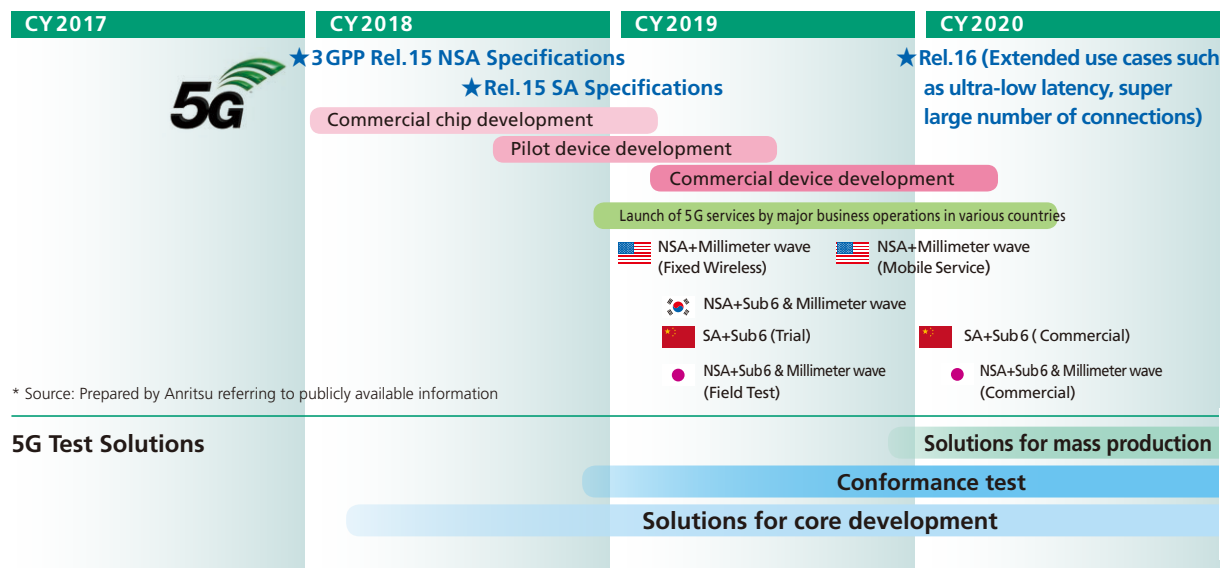 CY2017 CY2018 CY2019 CY2020
5G
★3GPP Rel.15 NSA Specifications
★Rel.15 SA Specifications
★Rel.16 (Extended use cases such
as ultra-low latency, super
large number of connections)
Commercial chip development
Pilot device development
Commercial device development
Launch of 5G services by major business operations in various countries
NSA+Millimeter wave
(Fixed Wireless)
NSA+Millimeter wave
(Mobile Service)
NSA+Sub6 & Millimeter wave
SA+Sub6 (Trial)
SA+Sub6 ( Commercial)
NSA+Sub6 & Millimeter wave
(Field Test)
NSA+Sub6 & Millimeter wave
(Commercial)
* Source: Prepared by Anritsu referring to publicly available information
5G Test Solutions
Solutions for mass production
Conformance test
Solutions for core development